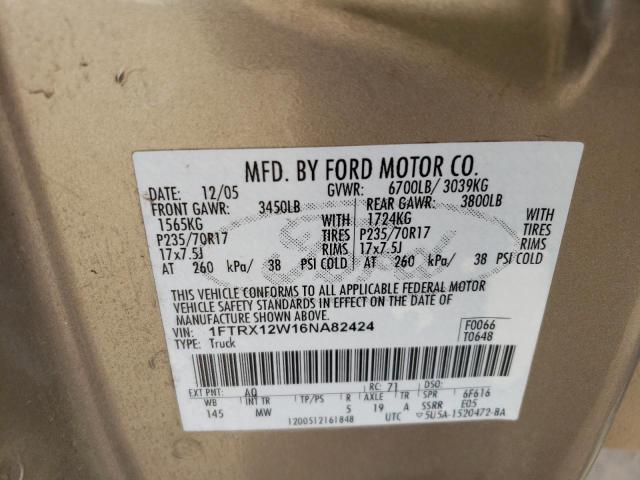 MFD. BY FORD MOTOR CO.
DATE: 12/05 GVWR: 6700LB/ 3039KG
FRONT GAWR: 3450LB REAR GAWR: 3800LB
1565KG WITH 1724KG WITH
P235/70R17 TIRES P235/70R17 TIRES
17x7.5J RIMS 17x7.5J RIMS
AT 260 kPa/ 38 PSI COLD AT 260 kPa/ 38 PSI COLD
Ford
THIS VEHICLE CONFORMS TO ALL APPLICABLE FEDERAL MOTOR
VEHICLE SAFETY STANDARDS IN EFFECT ON THE DATE OF
MANUFACTURE SHOWN ABOVE.
VIN: 1FTRX12W16NA82424 F0066
TYPE: Truck T0648
EXT PNT: AQ RC: 71 DSO:
WB INT TR TP/PS R AXLE TR SPR 6F616
145 MW 5 19 A SSRR E05
1200512161848 UTC ▽5U5A-1520472-BA